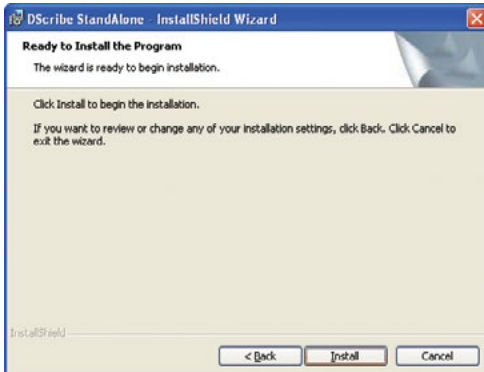 DScribe StandAlone - InstallShield Wizard
Ready to Install the Program
The wizard is ready to begin installation.
Click Install to begin the installation.
If you want to review or change any of your installation settings, click Back. Click Cancel to
exit the wizard.
InstallShield
< Back
Install
Cancel